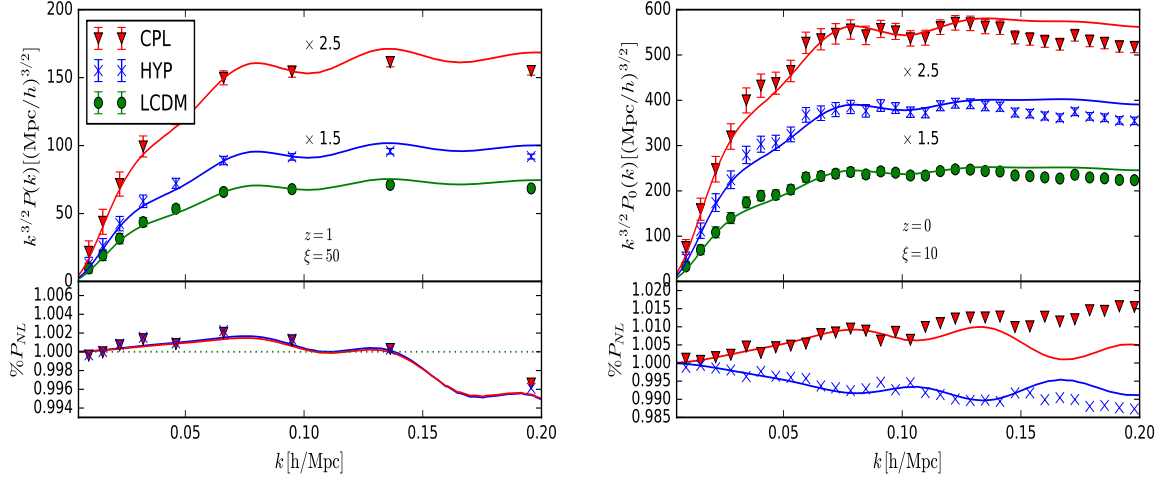 200
150
100
50
0
k^{3/2}P(k)[(Mpc/h)^{3/2}]
CPL
HYP
LCDM
× 2.5
× 1.5
z=1
ξ=50
1.006
1.004
1.002
1.000
0.998
0.996
0.994
%P_{NL}
0.05 0.10 0.15 0.20
k[h/Mpc]
600
500
400
300
200
100
0
k^{3/2}P_0(k)[(Mpc/h)^{3/2}]
× 2.5
× 1.5
z=0
ξ=10
1.020
1.015
1.010
1.005
1.000
0.995
0.990
0.985
%P_{NL}
0.05 0.10 0.15 0.20
k[h/Mpc]